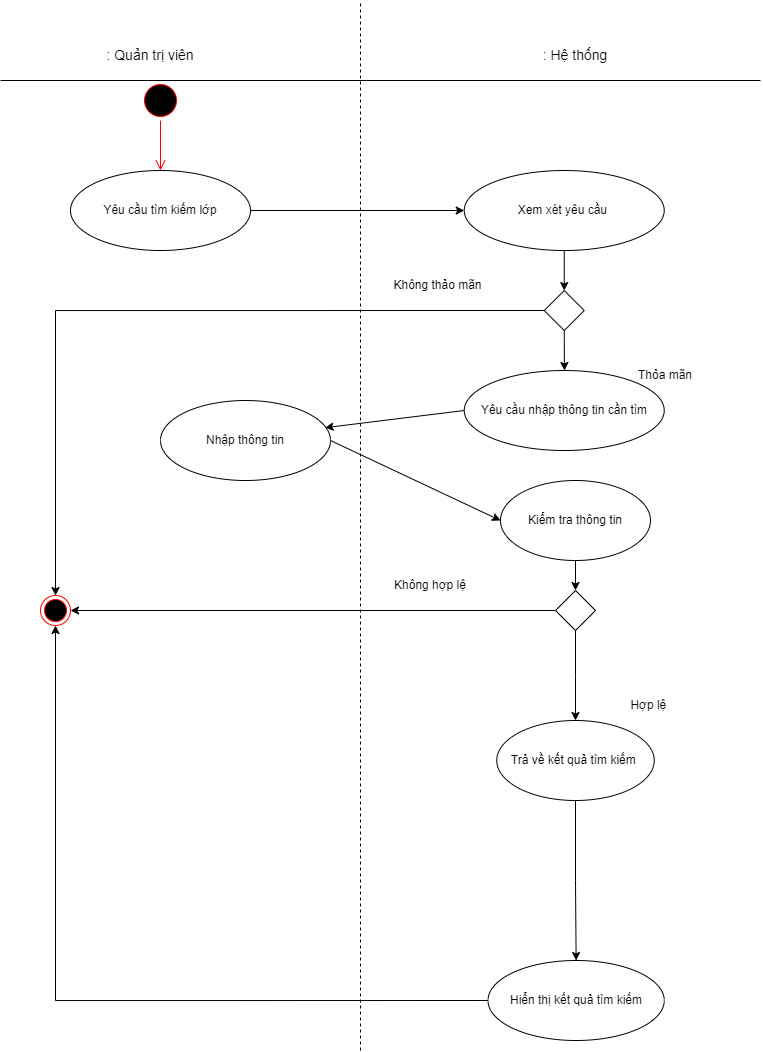 : Quản trị viên
: Hệ thống
Yêu cầu tìm kiếm lớp
Xem xét yêu cầu
Không thảo mãn
Thỏa mãn
Yêu cầu nhập thông tin cần tìm
Nhập thông tin
Kiểm tra thông tin
Không hợp lệ
Hợp lệ
Trả về kết quả tìm kiếm
Hiển thị kết quả tìm kiếm